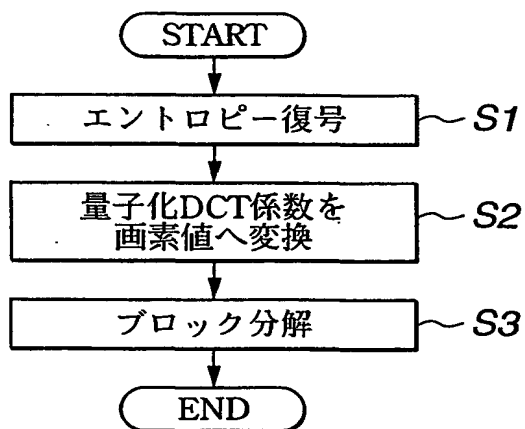 START
エントロピー復号
S1
量子化DCT係数を
画素値へ変換
S2
ブロック分解
S3
END